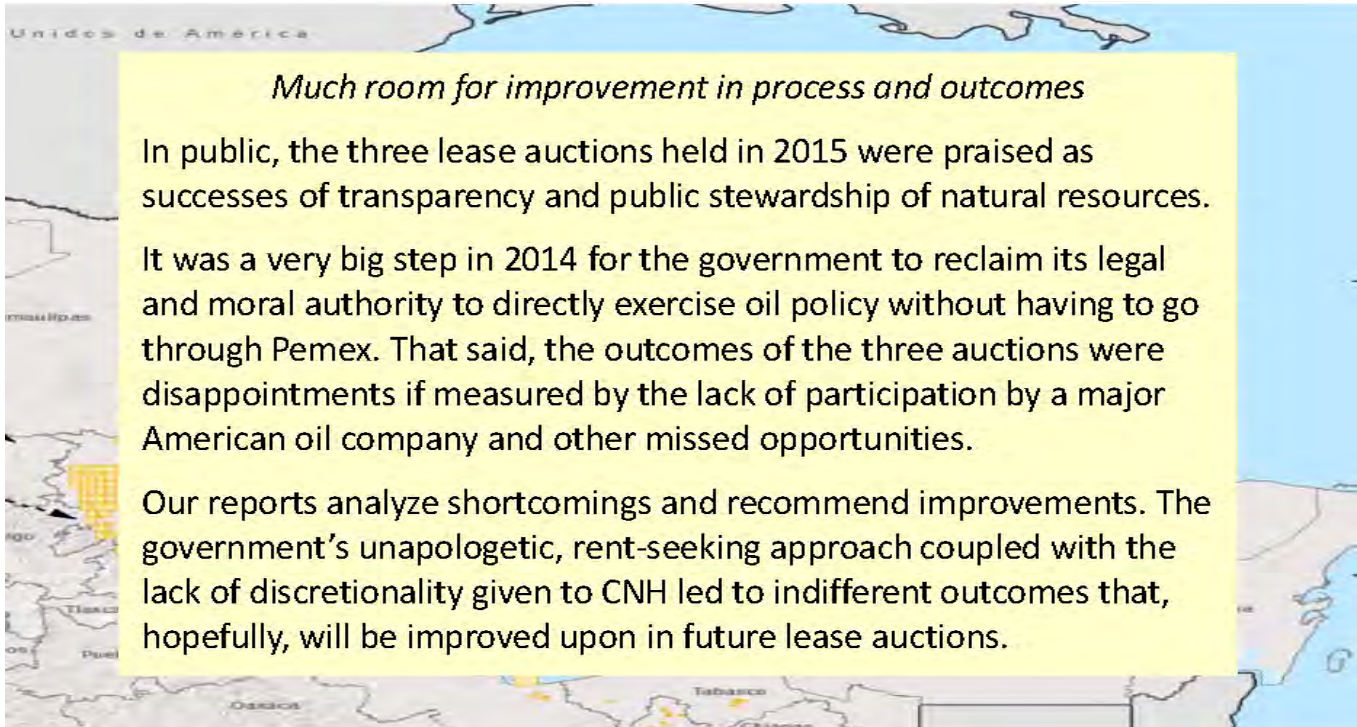 Unidos de América
Much room for improvement in process and outcomes
In public, the three lease auctions held in 2015 were praised as
successes of transparency and public stewardship of natural resources.
It was a very big step in 2014 for the government to reclaim its legal
and moral authority to directly exercise oil policy without having to go
through Pemex. That said, the outcomes of the three auctions were
disappointments if measured by the lack of participation by a major
American oil company and other missed opportunities.
Our reports analyze shortcomings and recommend improvements. The
government’s unapologetic, rent-seeking approach coupled with the
lack of discretionality given to CNH led to indifferent outcomes that,
hopefully, will be improved upon in future lease auctions.
Tabasco
Oaxaca